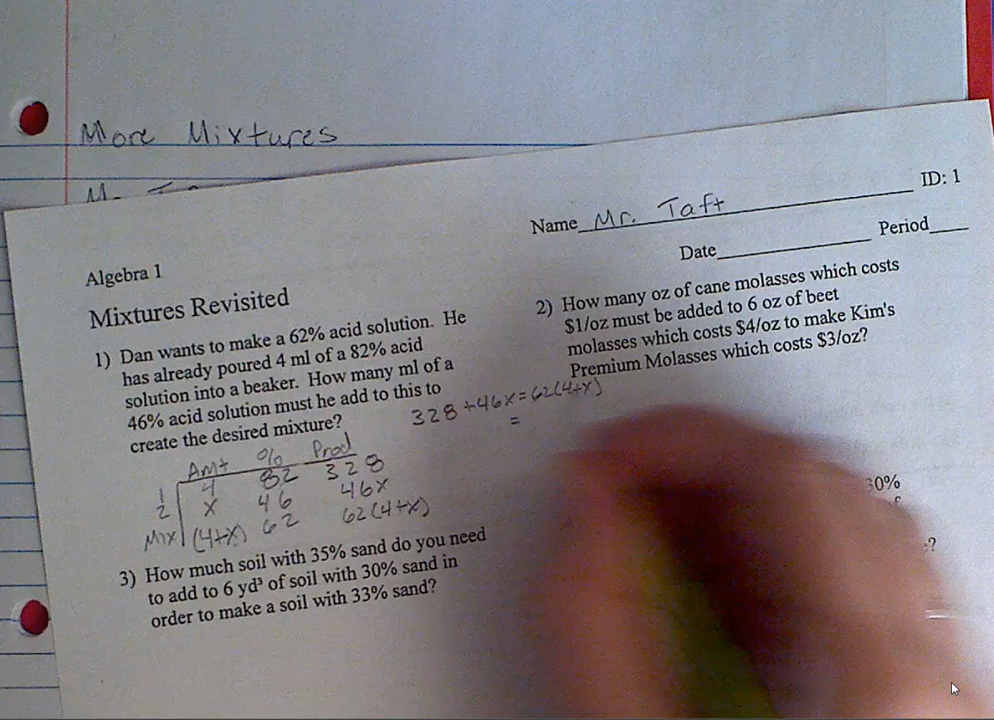 More Mixtures
Name Mr. Taft
ID: 1
Date
Period
Algebra 1
Mixtures Revisited
1) Dan wants to make a 62% acid solution. He
has already poured 4 ml of a 82% acid
solution into a beaker. How many ml of a
46% acid solution must he add to this to
create the desired mixture?
Amt % Prod
1 4 82 328
2 x 46 46x
Mix (4+x) 62 62(4+x)
328+46x=62(4+x)
=
2) How many oz of cane molasses which costs
$1/oz must be added to 6 oz of beet
molasses which costs $4/oz to make Kim's
Premium Molasses which costs $3/oz?
3) How much soil with 35% sand do you need
to add to 6 yd³ of soil with 30% sand in
order to make a soil with 33% sand?